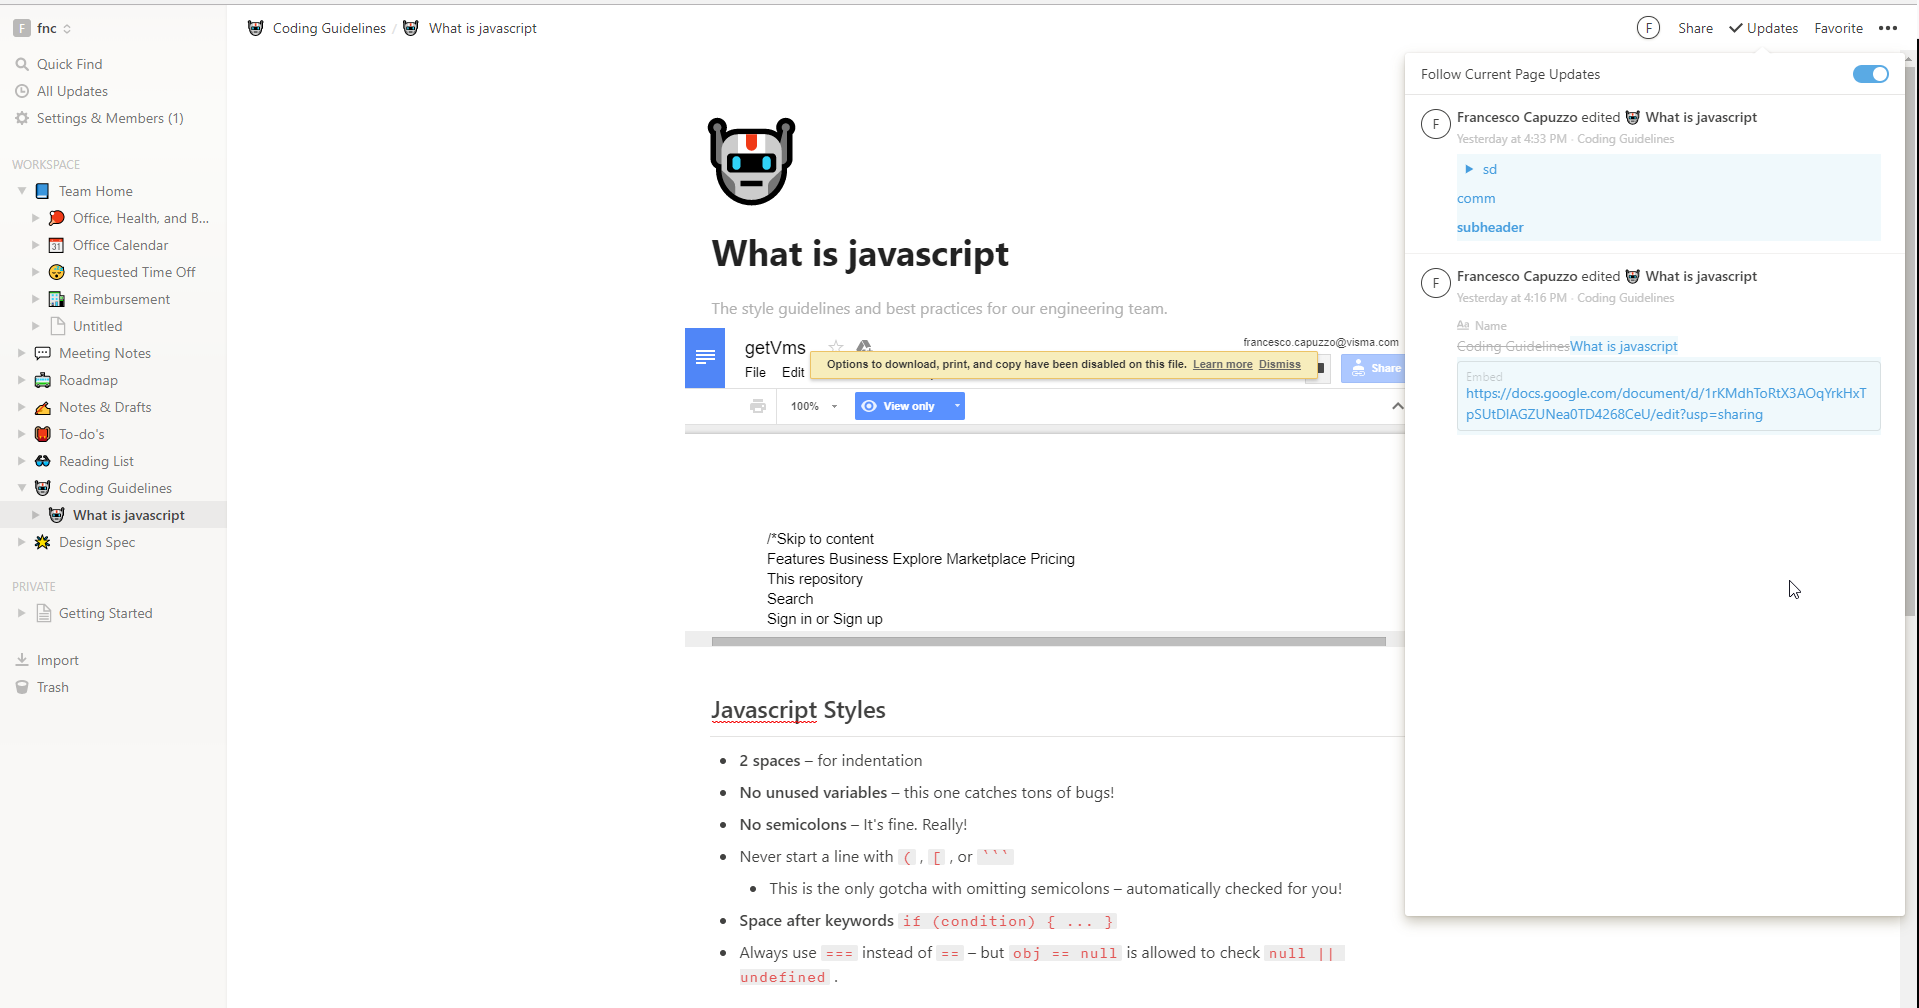 F fnc
Quick Find
All Updates
Settings & Members (1)
WORKSPACE
Team Home
Office, Health, and B...
31 Office Calendar
Requested Time Off
Reimbursement
Untitled
Meeting Notes
Roadmap
Notes & Drafts
To-do's
Reading List
Coding Guidelines
What is javascript
Design Spec
PRIVATE
Getting Started
Import
Trash
Coding Guidelines / What is javascript
F Share Updates Favorite •••
What is javascript
The style guidelines and best practices for our engineering team.
getVms
francesco.capuzzo@visma.com
File Edit
Options to download, print, and copy have been disabled on this file. Learn more Dismiss
Share
100% View only
/*Skip to content
Features Business Explore Marketplace Pricing
This repository
Search
Sign in or Sign up
Javascript Styles
• 2 spaces – for indentation
• No unused variables – this one catches tons of bugs!
• No semicolons – It's fine. Really!
• Never start a line with ( , [ , or ```
• This is the only gotcha with omitting semicolons – automatically checked for you!
• Space after keywords if (condition) { ... }
• Always use === instead of == – but obj == null is allowed to check null ||
undefined .
Follow Current Page Updates
F Francesco Capuzzo edited What is javascript
Yesterday at 4:33 PM · Coding Guidelines
sd
comm
subheader
F Francesco Capuzzo edited What is javascript
Yesterday at 4:16 PM · Coding Guidelines
Aa Name
Coding GuidelinesWhat is javascript
Embed
https://docs.google.com/document/d/1rKMdhToRtX3AOqYrkHxT
pSUtDIAGZUNea0TD4268CeU/edit?usp=sharing